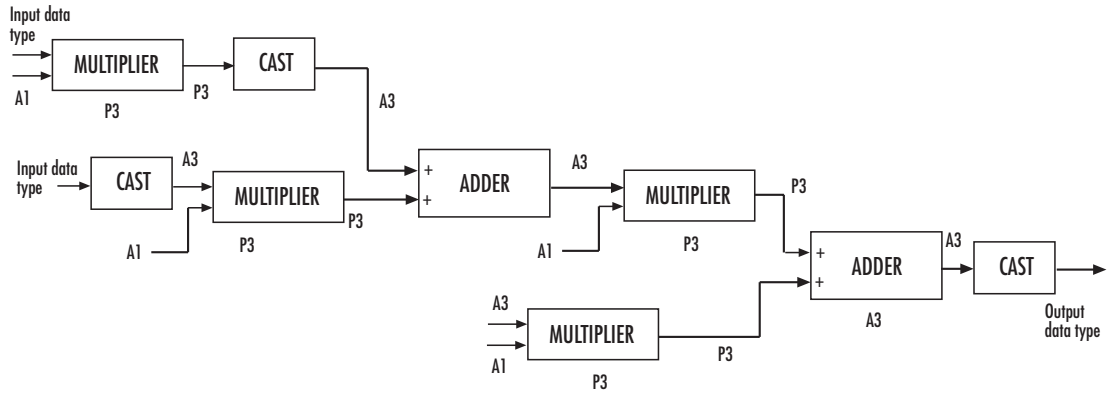 Input data
type
MULTIPLIER
CAST
A1
P3
P3
A3
Input data
type
CAST
A3
MULTIPLIER
A1
P3
P3
+
+
ADDER
A3
MULTIPLIER
A1
P3
P3
A3
A1
MULTIPLIER
P3
P3
+
+
ADDER
A3
A3
CAST
Output
data type